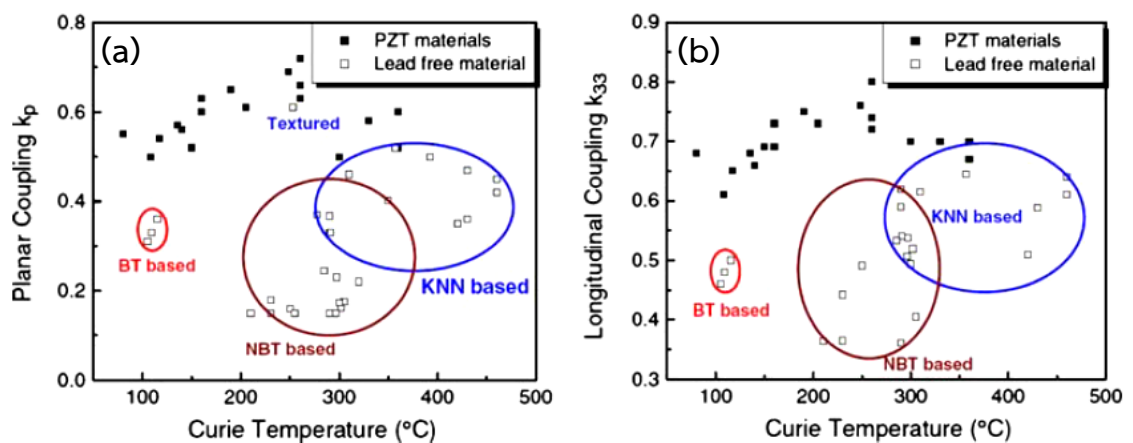 (a)
PZT materials
Lead free material
Textured
BT based
KNN based
NBT based
Planar Coupling kp
0.8
0.6
0.4
0.2
0.0
100 200 300 400 500
Curie Temperature (°C)
(b)
PZT materials
Lead free material
KNN based
BT based
NBT based
Longitudinal Coupling k33
0.9
0.8
0.7
0.6
0.5
0.4
0.3
100 200 300 400 500
Curie Temperature (°C)